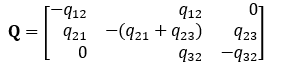 Q = [ −q₁₂ q₁₂ 0
q₂₁ −(q₂₁ + q₂₃) q₂₃
0 q₃₂ −q₃₂ ]